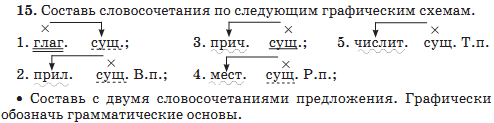 15. Составь словосочетания по следующим графическим схемам.
1. глаг. сущ.; 3. прич. сущ.; 5. числит. сущ. Т.п.
2. прил. сущ. В.п.; 4. мест. сущ. Р.п.;
• Составь с двумя словосочетаниями предложения. Графически
обозначь грамматические основы.